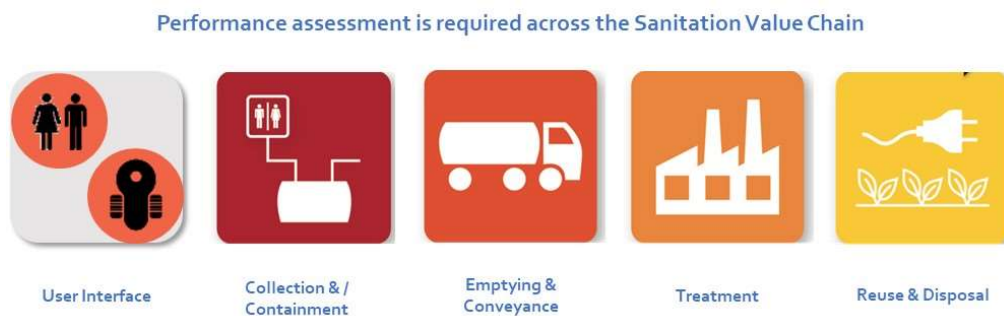 Performance assessment is required across the Sanitation Value Chain
User Interface
Collection & /
Containment
Emptying &
Conveyance
Treatment
Reuse & Disposal